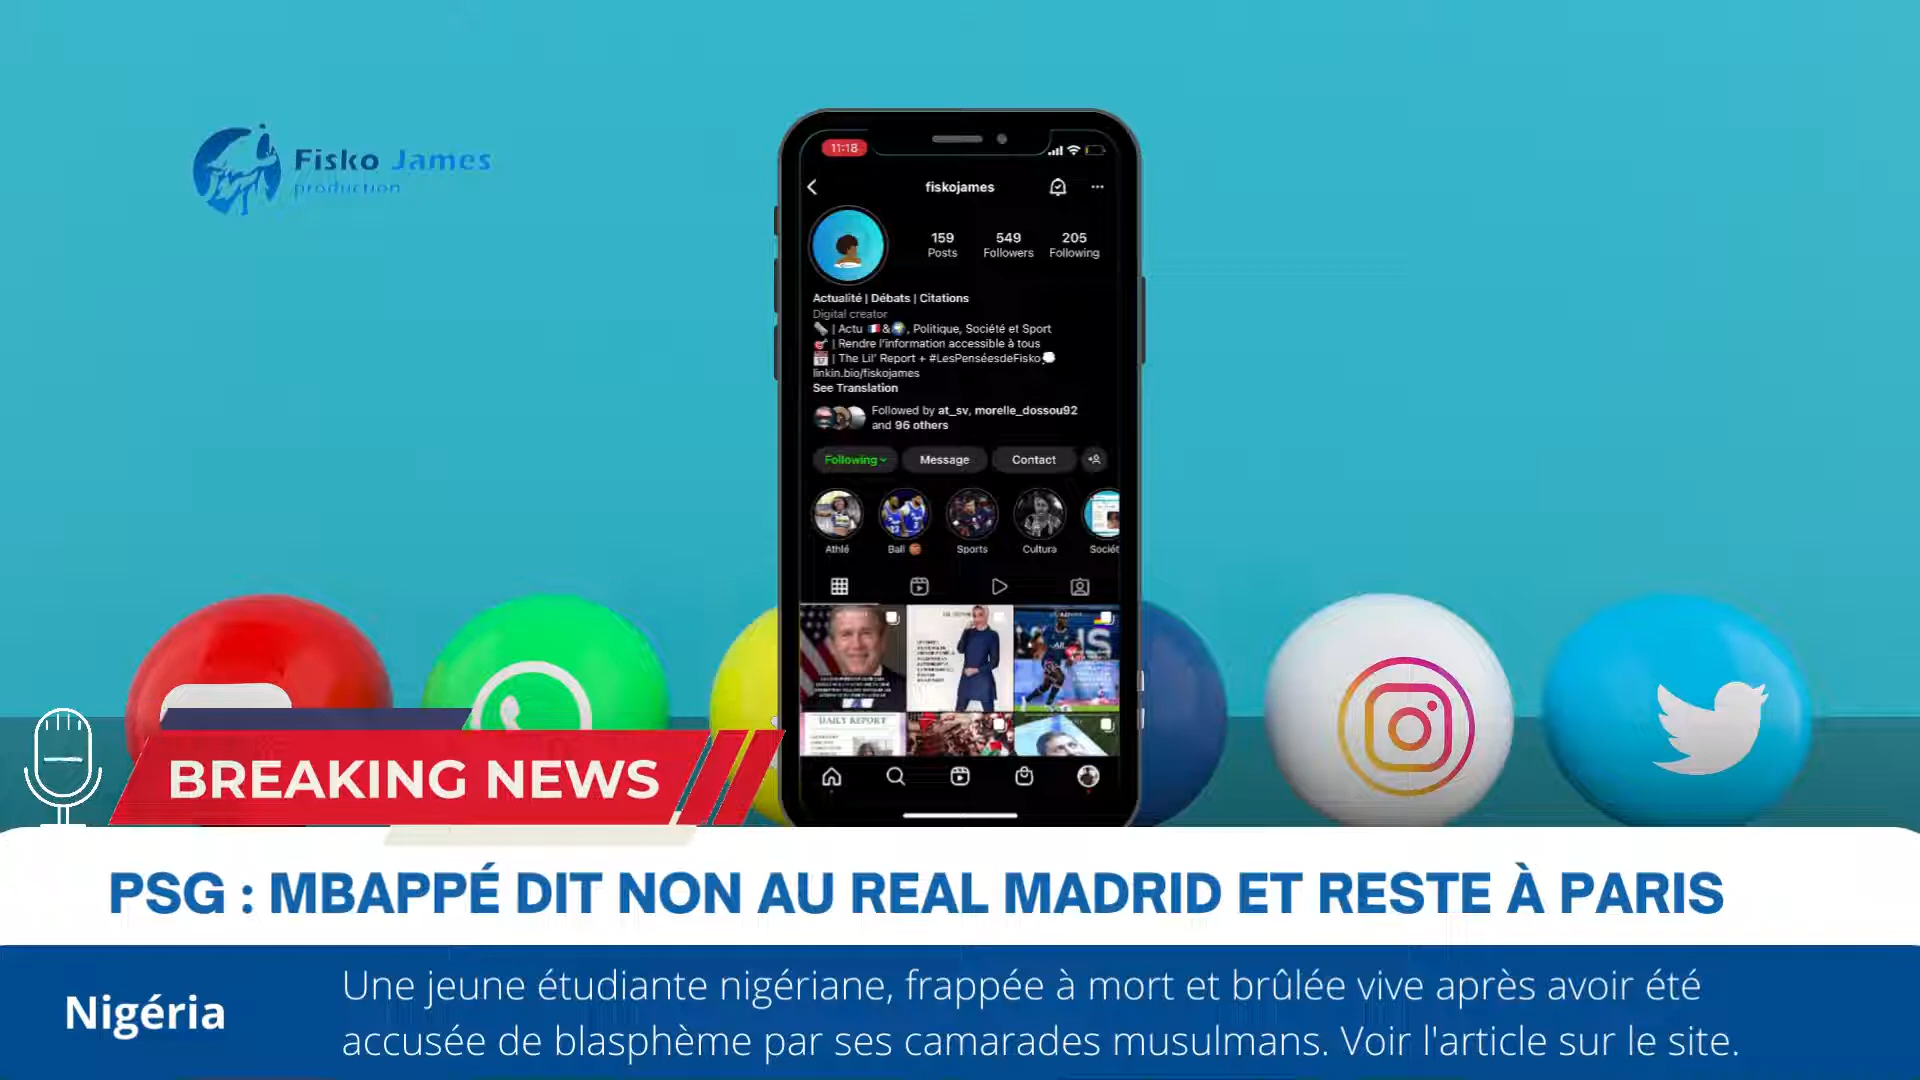 Fisko James
production
11:18
fiskojames
159
Posts
549
Followers
205
Following
Actualité | Débats | Citations
Digital creator
| Actu 🇫🇷&🌍, Politique, Société et Sport
| Rendre l'information accessible à tous
| The Lil' Report + #LesPenséesdeFisko💭
linkin.bio/fiskojames
See Translation
Followed by at_sv, morelle_dossou92
and 96 others
Following
Message
Contact
Athlé
Ball 🏀
Sports
Cultura
Sociét
DAILY REPORT
BREAKING NEWS
PSG : MBAPPÉ DIT NON AU REAL MADRID ET RESTE À PARIS
Nigéria
Une jeune étudiante nigériane, frappée à mort et brûlée vive après avoir été
accusée de blasphème par ses camarades musulmans. Voir l'article sur le site.